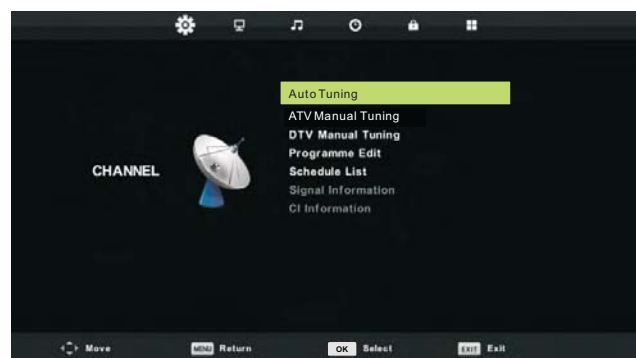 Auto Tuning
ATV Manual Tuning
DTV Manual Tuning
Programme Edit
CHANNEL
Schedule List
Signal Information
CI Information
Move MENU Return OK Select EXIT Exit